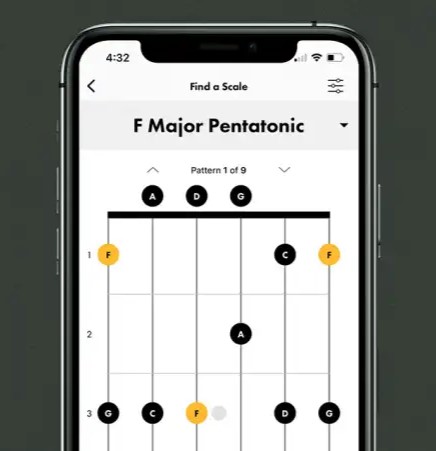 4:32
Find a Scale
F Major Pentatonic
Pattern 1 of 9
A D G
1 F C F
2 A
3 G C F D G